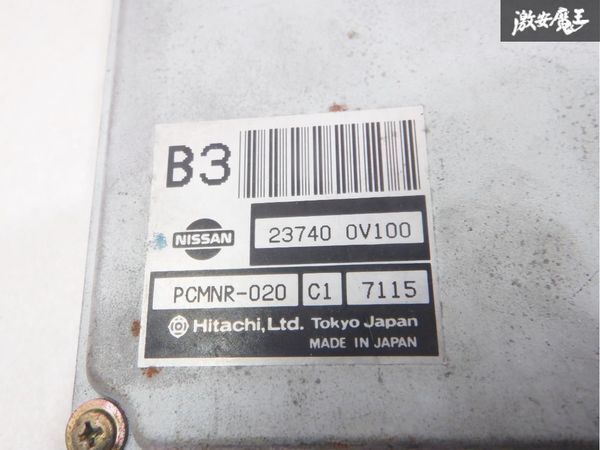 激安魔王
B3
NISSAN 23740 0V100
PCMNR-020 C1 7115
Hitachi, Ltd. Tokyo Japan
MADE IN JAPAN